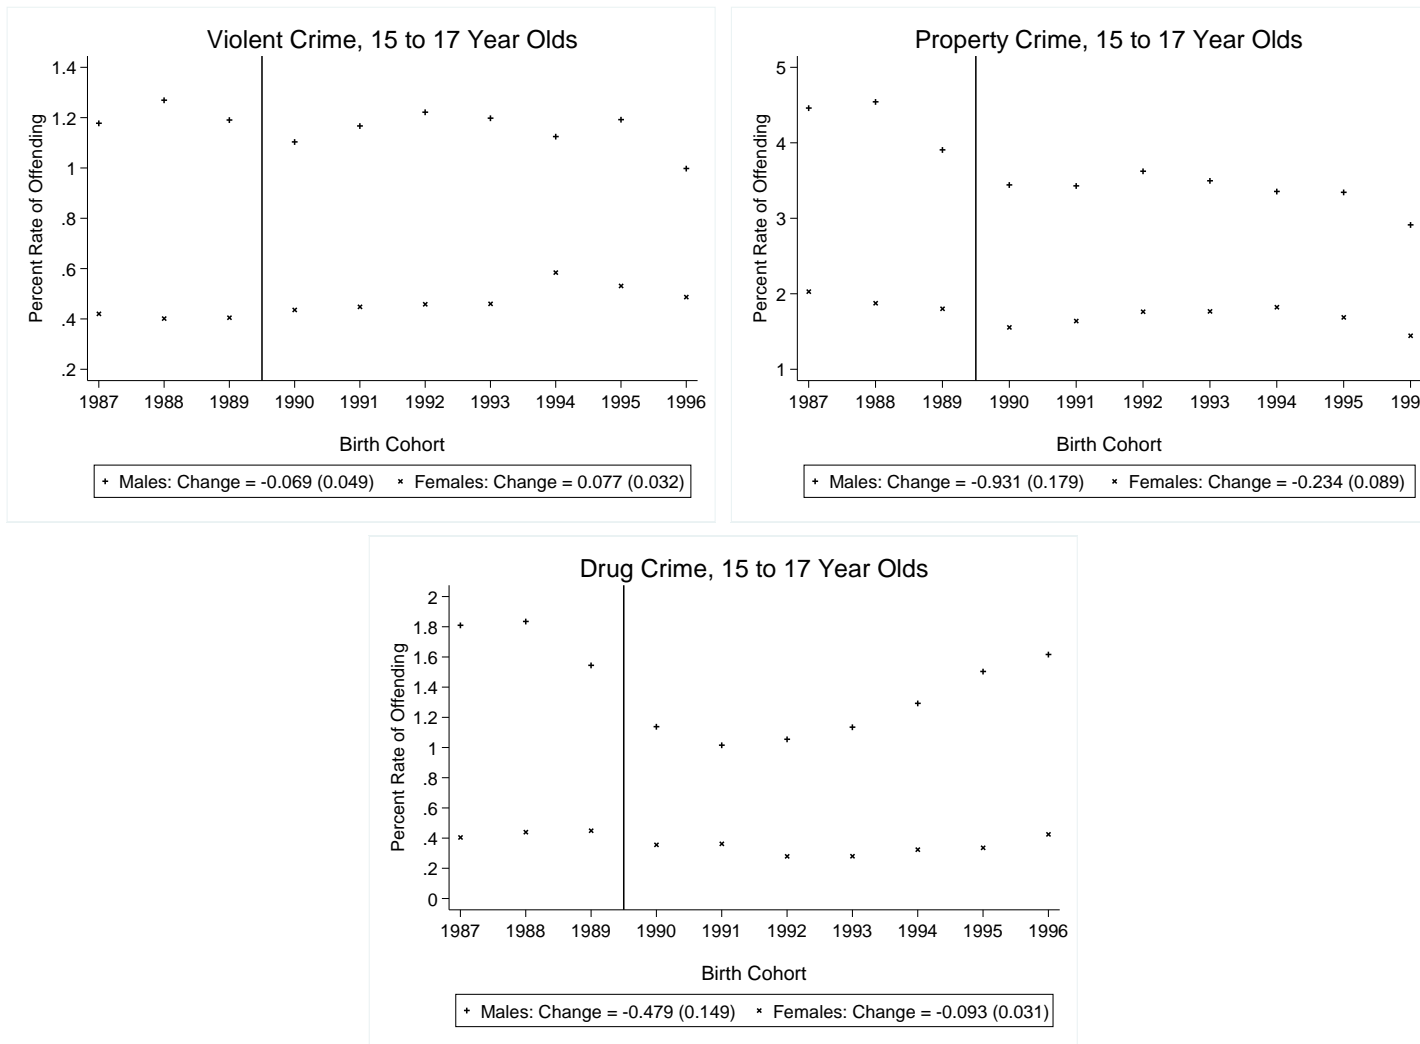 Violent Crime, 15 to 17 Year Olds
Percent Rate of Offending
1.4
1.2
1
.8
.6
.4
.2
1987 1988 1989 1990 1991 1992 1993 1994 1995 1996
Birth Cohort
Males: Change = -0.069 (0.049) Females: Change = 0.077 (0.032)
Property Crime, 15 to 17 Year Olds
Percent Rate of Offending
5
4
3
2
1
1987 1988 1989 1990 1991 1992 1993 1994 1995 199
Birth Cohort
Males: Change = -0.931 (0.179) Females: Change = -0.234 (0.089)
Drug Crime, 15 to 17 Year Olds
Percent Rate of Offending
2
1.8
1.6
1.4
1.2
1
.8
.6
.4
.2
0
1987 1988 1989 1990 1991 1992 1993 1994 1995 1996
Birth Cohort
Males: Change = -0.479 (0.149) Females: Change = -0.093 (0.031)